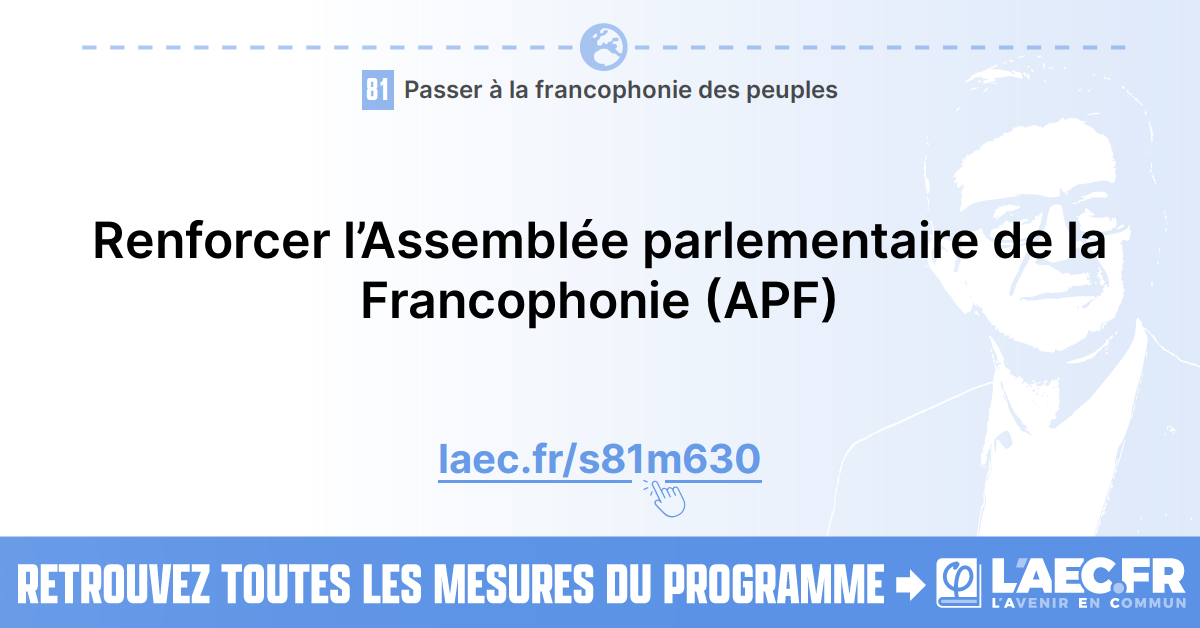 81 Passer à la francophonie des peuples
Renforcer l’Assemblée parlementaire de la
Francophonie (APF)
laec.fr/s81m630
RETROUVEZ TOUTES LES MESURES DU PROGRAMME
L'AEC.FR
L'AVENIR EN COMMUN